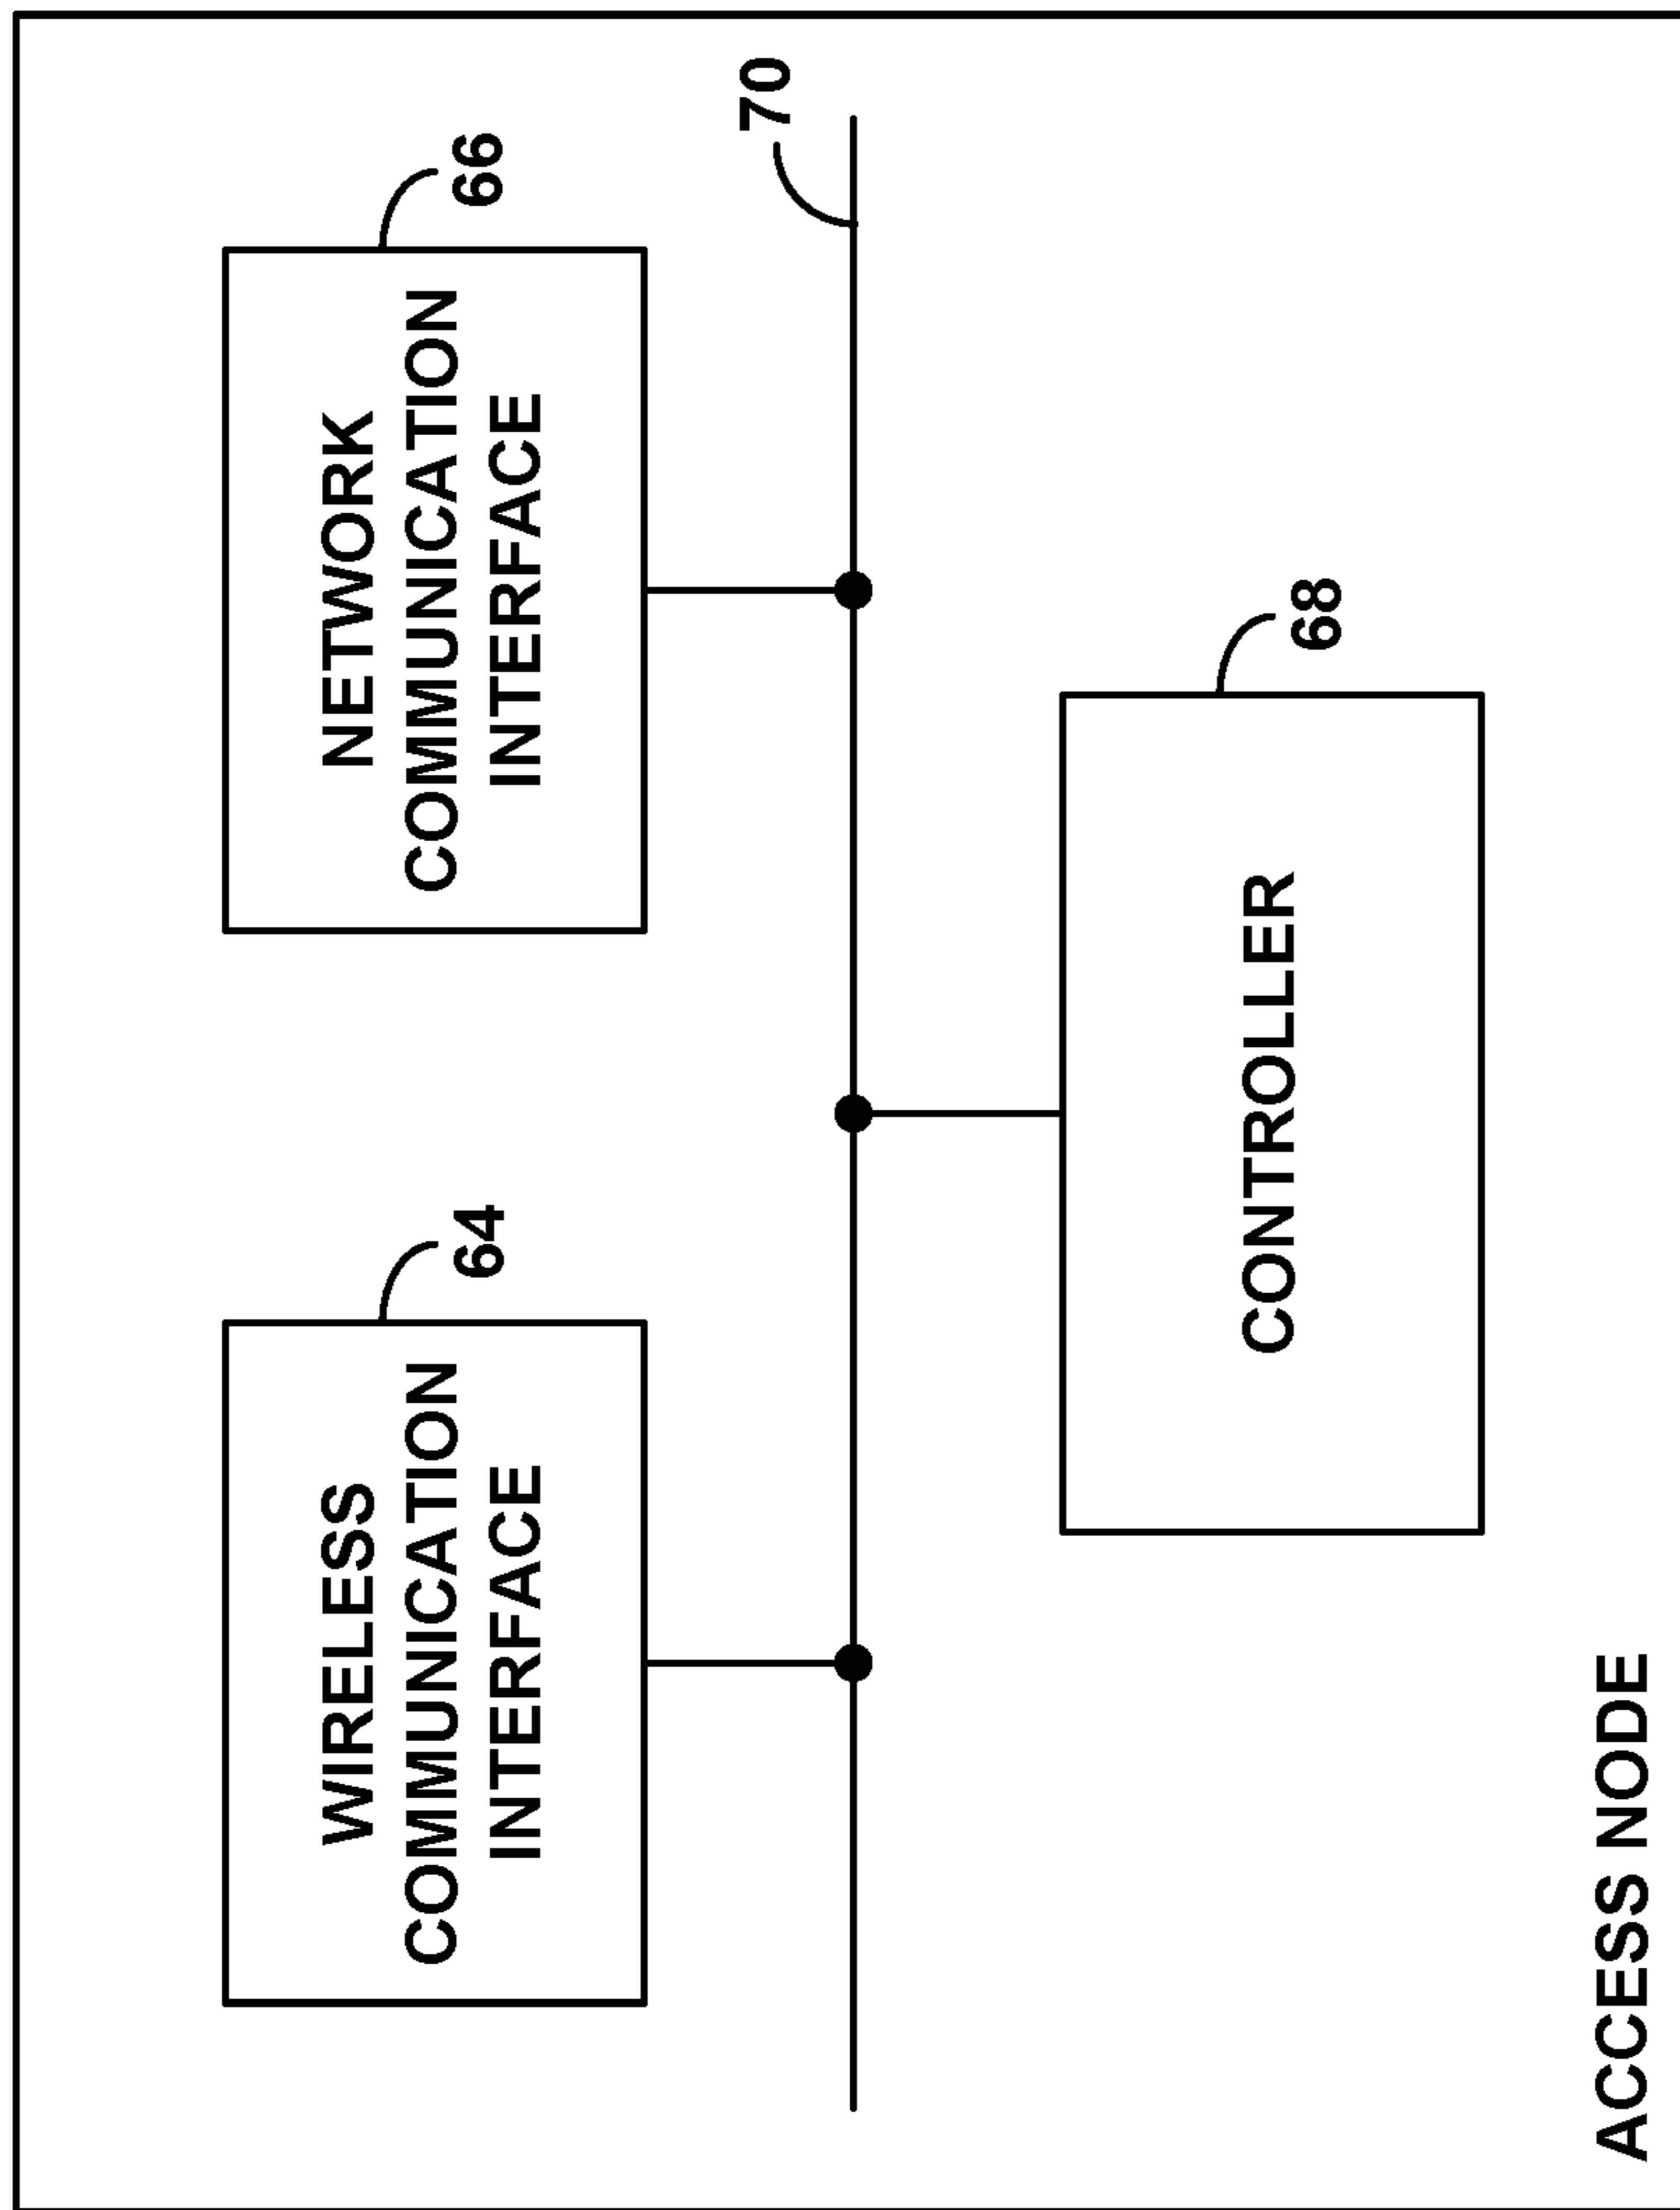 64
WIRELESS
COMMUNICATION
INTERFACE
66
NETWORK
COMMUNICATION
INTERFACE
70
68
CONTROLLER
ACCESS NODE